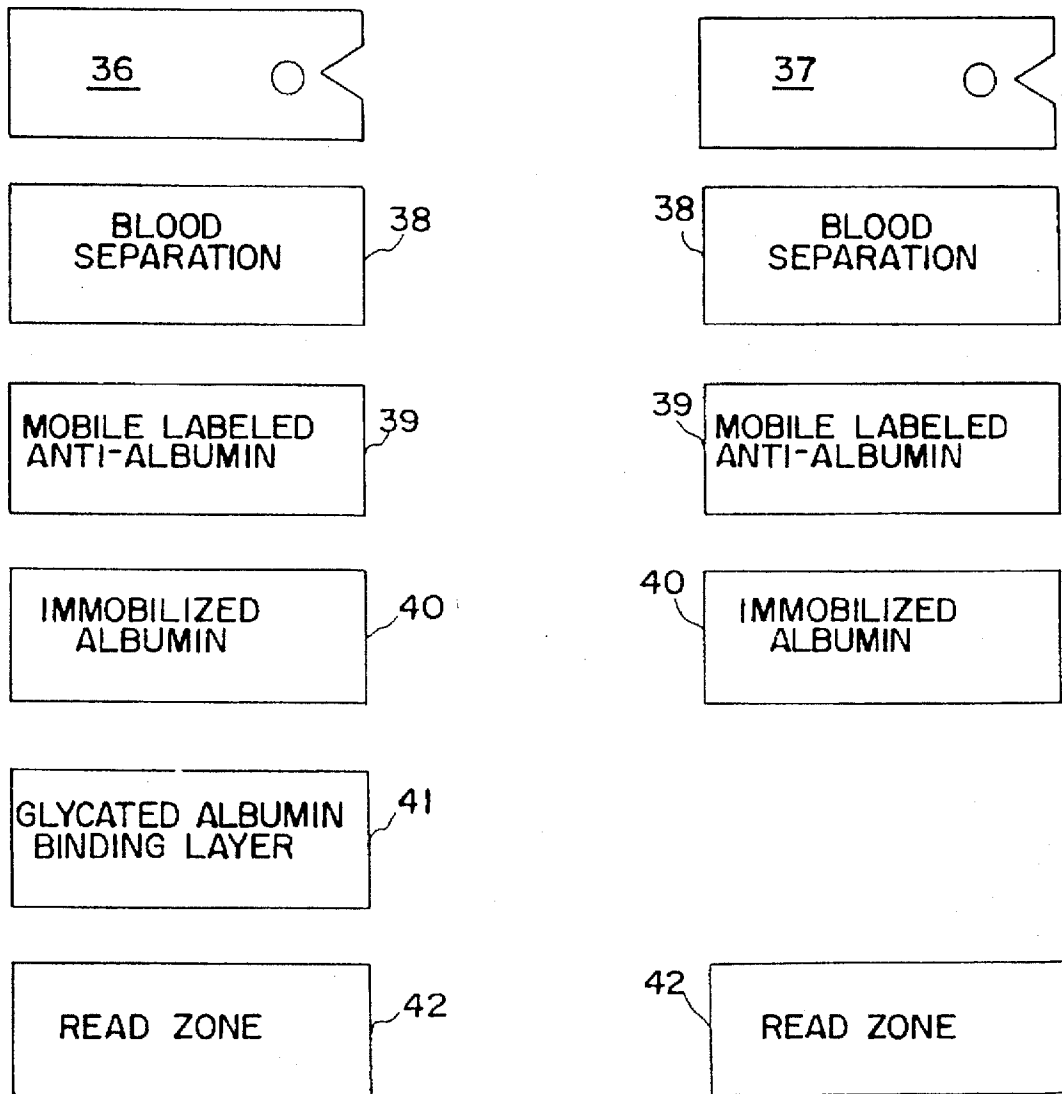 36
BLOOD
SEPARATION
38
MOBILE LABELED
ANTI-ALBUMIN
39
IMMOBILIZED
ALBUMIN
40
GLYCATED ALBUMIN
BINDING LAYER
41
READ ZONE
42
37
38
BLOOD
SEPARATION
39
MOBILE LABELED
ANTI-ALBUMIN
40
IMMOBILIZED
ALBUMIN
42
READ ZONE